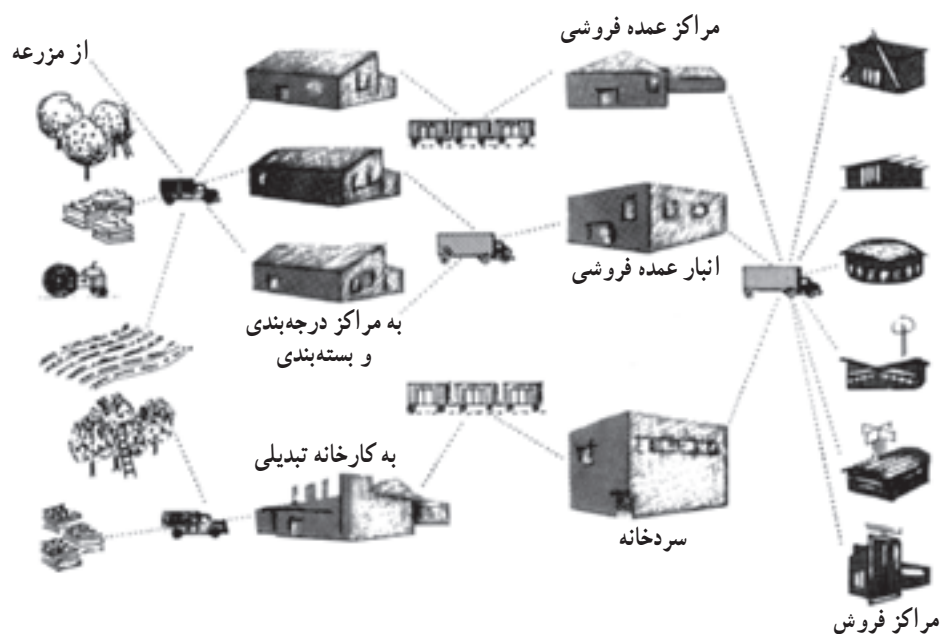 از مزرعه
مراکز عمده فروشی
انبار عمده فروشی
به مراکز درجه‌بندی
و بسته‌بندی
به کارخانه تبدیلی
سردخانه
مراکز فروش